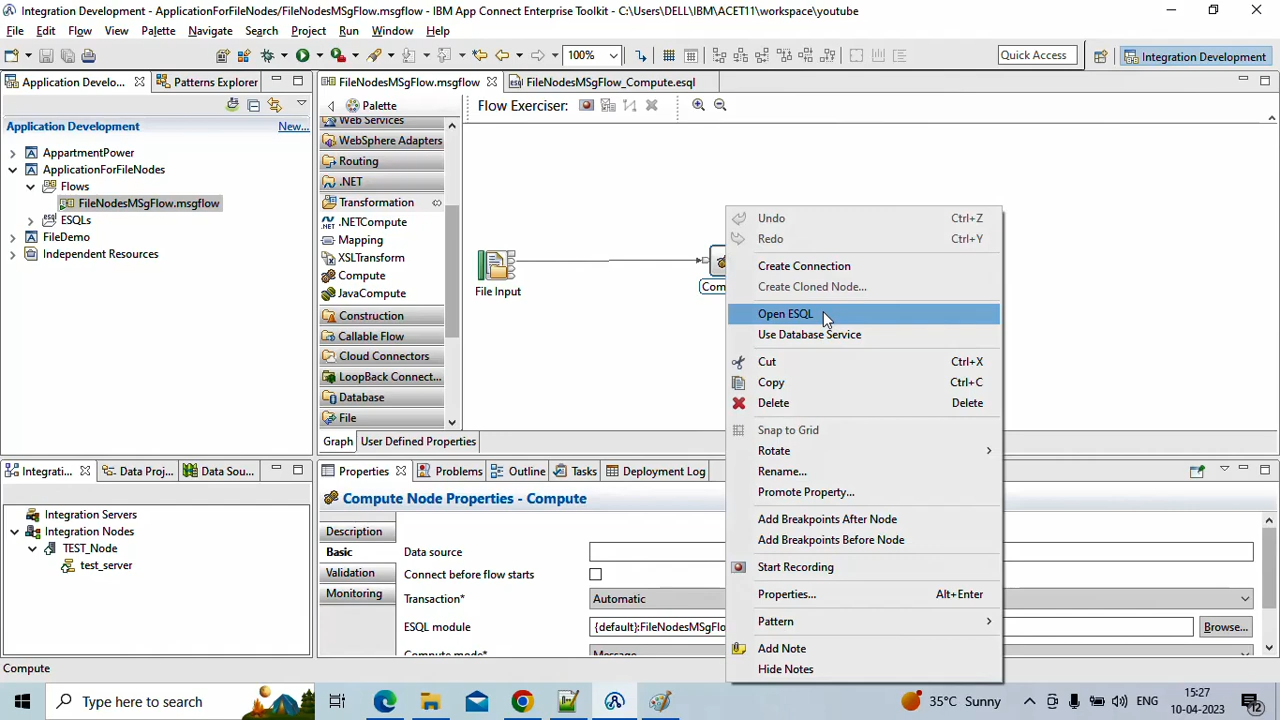 Integration Development - ApplicationForFileNodes/FileNodesMSgFlow.msgflow - IBM App Connect Enterprise Toolkit - C:\Users\DELL\IBM\ACET11\workspace\youtube
File Edit Flow View Palette Navigate Search Project Run Window Help
100%
Quick Access
Integration Development
Application Develo...
Patterns Explorer
FileNodesMSgFlow.msgflow
FileNodesMSgFlow_Compute.esql
Application Development
New...
AppartmentPower
ApplicationForFileNodes
Flows
FileNodesMSgFlow.msgflow
ESQLs
FileDemo
Independent Resources
Palette
Web Services
WebSphere Adapters
Routing
.NET
Transformation
.NETCompute
Mapping
XSLTransform
Compute
JavaCompute
Construction
Callable Flow
Cloud Connectors
LoopBack Connect...
Database
File
Flow Exerciser:
File Input
Com
Undo Ctrl+Z
Redo Ctrl+Y
Create Connection
Create Cloned Node...
Open ESQL
Use Database Service
Cut Ctrl+X
Copy Ctrl+C
Delete Delete
Snap to Grid
Rotate
Rename...
Promote Property...
Add Breakpoints After Node
Add Breakpoints Before Node
Start Recording
Properties... Alt+Enter
Pattern
Add Note
Hide Notes
Graph
User Defined Properties
Integrati...
Data Proj...
Data Sou...
Integration Servers
Integration Nodes
TEST_Node
test_server
Properties
Problems
Outline
Tasks
Deployment Log
Compute Node Properties - Compute
Description
Basic
Validation
Monitoring
Data source
Connect before flow starts
Transaction* Automatic
ESQL module {default}:FileNodesMSgFlo
Browse...
Compute mode* Message
Compute
Type here to search
35°C Sunny
ENG
5:27
10-04-2023
12